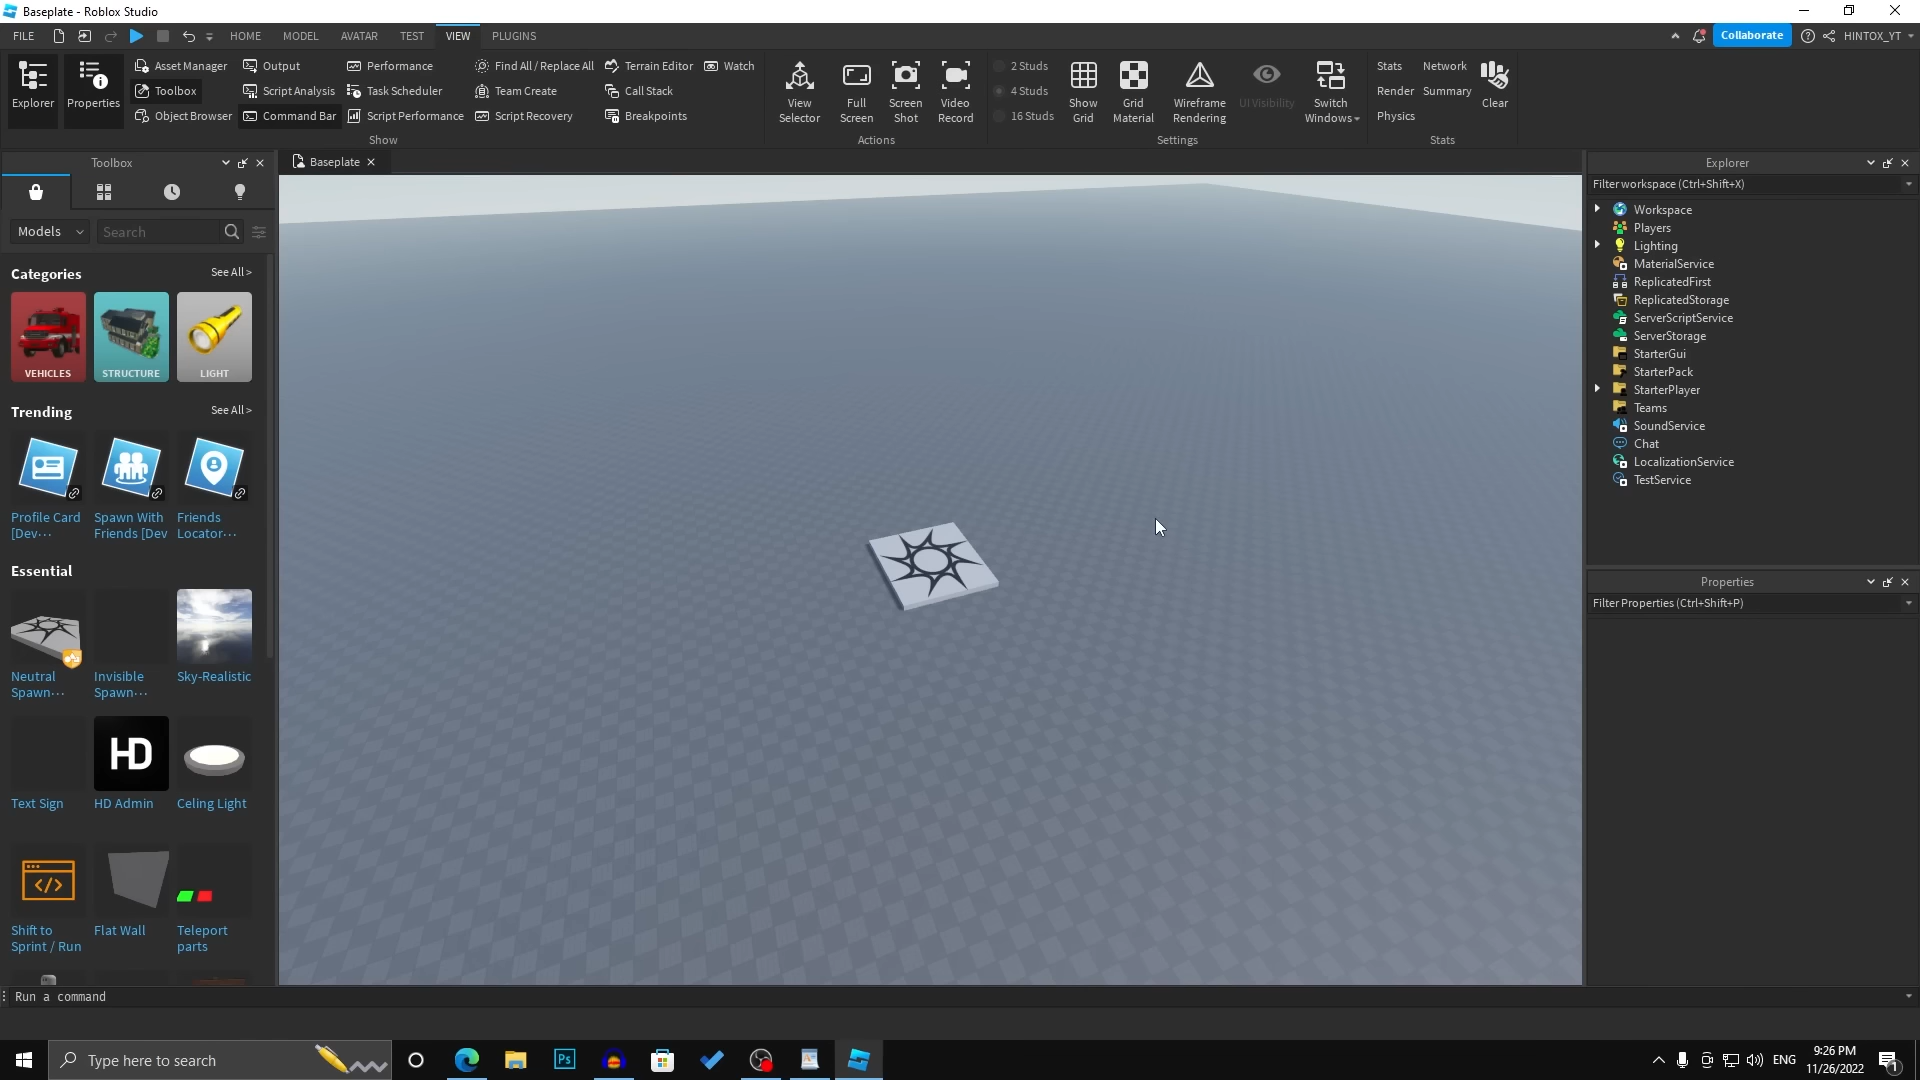 Baseplate - Roblox Studio
FILE HOME MODEL AVATAR TEST VIEW PLUGINS Collaborate HINTOX_YT
Explorer
Properties
Asset Manager
Toolbox
Object Browser
Output
Script Analysis
Command Bar
Performance
Task Scheduler
Script Performance
Find All / Replace All
Team Create
Script Recovery
Terrain Editor
Call Stack
Breakpoints
Watch
Show
View
Selector
Full
Screen
Screen
Shot
Video
Record
Actions
2 Studs
4 Studs
16 Studs
Show
Grid
Grid
Material
Wireframe
Rendering
UI Visibility
Switch
Windows
Settings
Stats
Render
Physics
Network
Summary
Clear
Stats
Toolbox
Models
Search
Categories See All >
VEHICLES STRUCTURE LIGHT
Trending See All >
Profile Card
[Dev...
Spawn With
Friends [Dev
Friends
Locator...
Essential
Neutral
Spawn...
Invisible
Spawn...
Sky-Realistic
HD
Text Sign
HD Admin
Celing Light
Shift to
Sprint / Run
Flat Wall
Teleport
parts
Baseplate
Explorer
Filter workspace (Ctrl+Shift+X)
Workspace
Players
Lighting
MaterialService
ReplicatedFirst
ReplicatedStorage
ServerScriptService
ServerStorage
StarterGui
StarterPack
StarterPlayer
Teams
SoundService
Chat
LocalizationService
TestService
Properties
Filter Properties (Ctrl+Shift+P)
Run a command
Type here to search
Ps
ENG
9:26 PM
11/26/2022
1